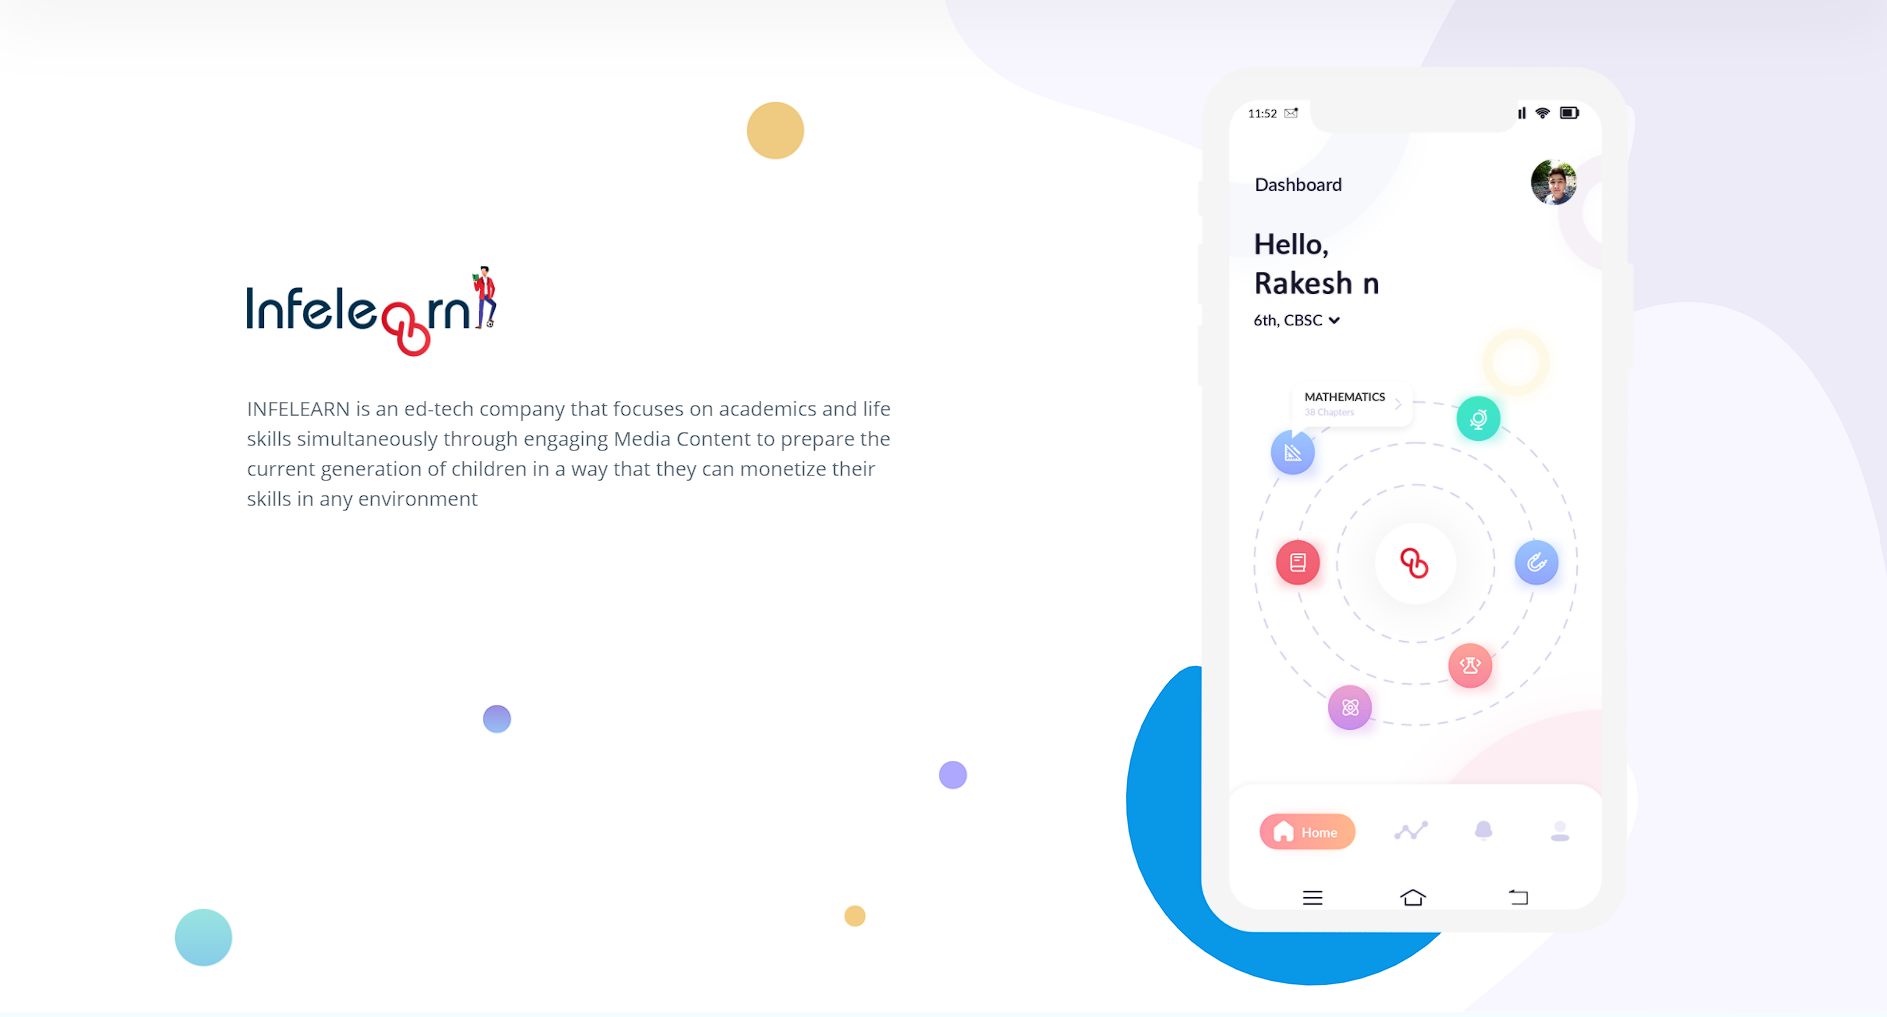 Infelearn
INFELEARN is an ed-tech company that focuses on academics and life
skills simultaneously through engaging Media Content to prepare the
current generation of children in a way that they can monetize their
skills in any environment
11:52
Dashboard
Hello,
Rakesh n
6th, CBSC
MATHEMATICS
38 Chapters
Home